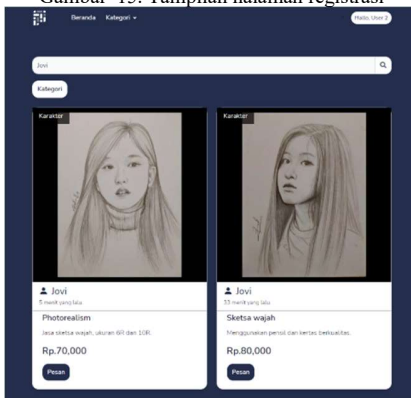 Gambar 15. Tampilan halaman registrasi
Beranda Kategori
Hallo, User 2
Jovi
Kategori
Karakter
Jovi
5 menit yang lalu
Photorealism
Jasa sketsa wajah, ukuran 6R dan 10R.
Rp.70,000
Pesan
Karakter
Jovi
33 menit yang lalu
Sketsa wajah
Menggunakan pensil dan kertas berkualitas.
Rp.80,000
Pesan